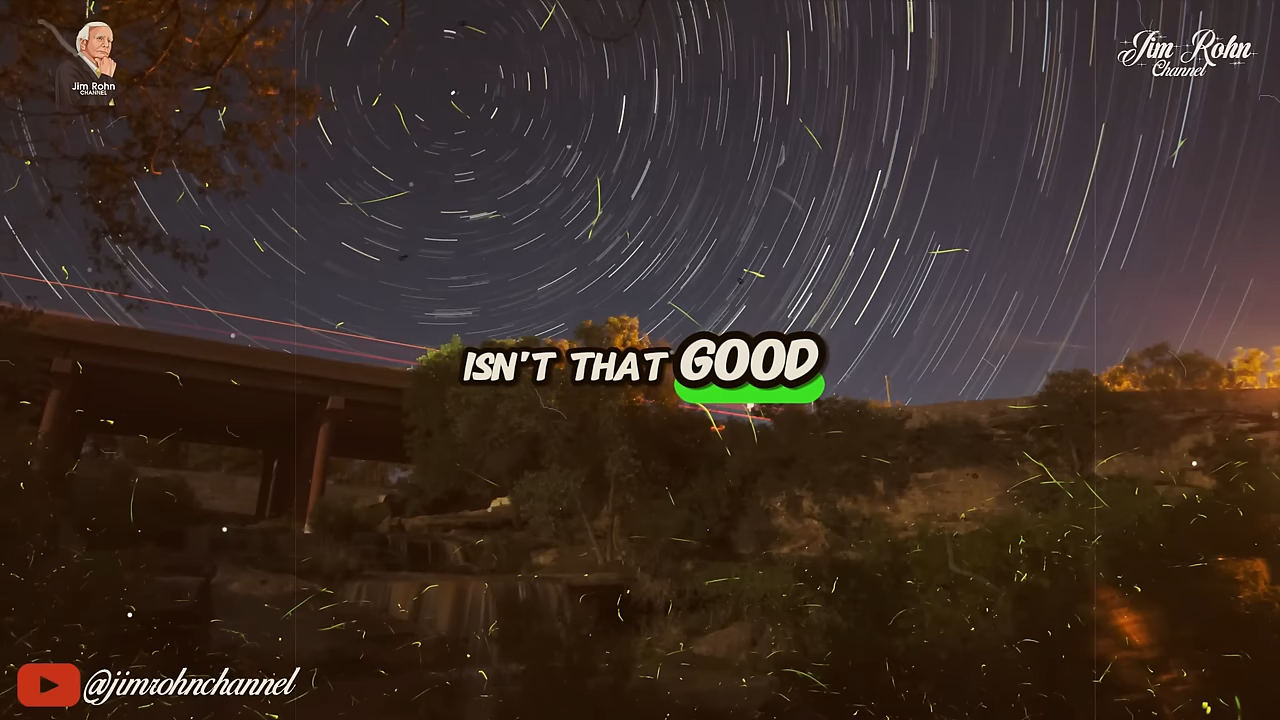 Jim Rohn
CHANNEL
Jim Rohn
Channel
ISN'T THAT GOOD
@jimrohnchannel